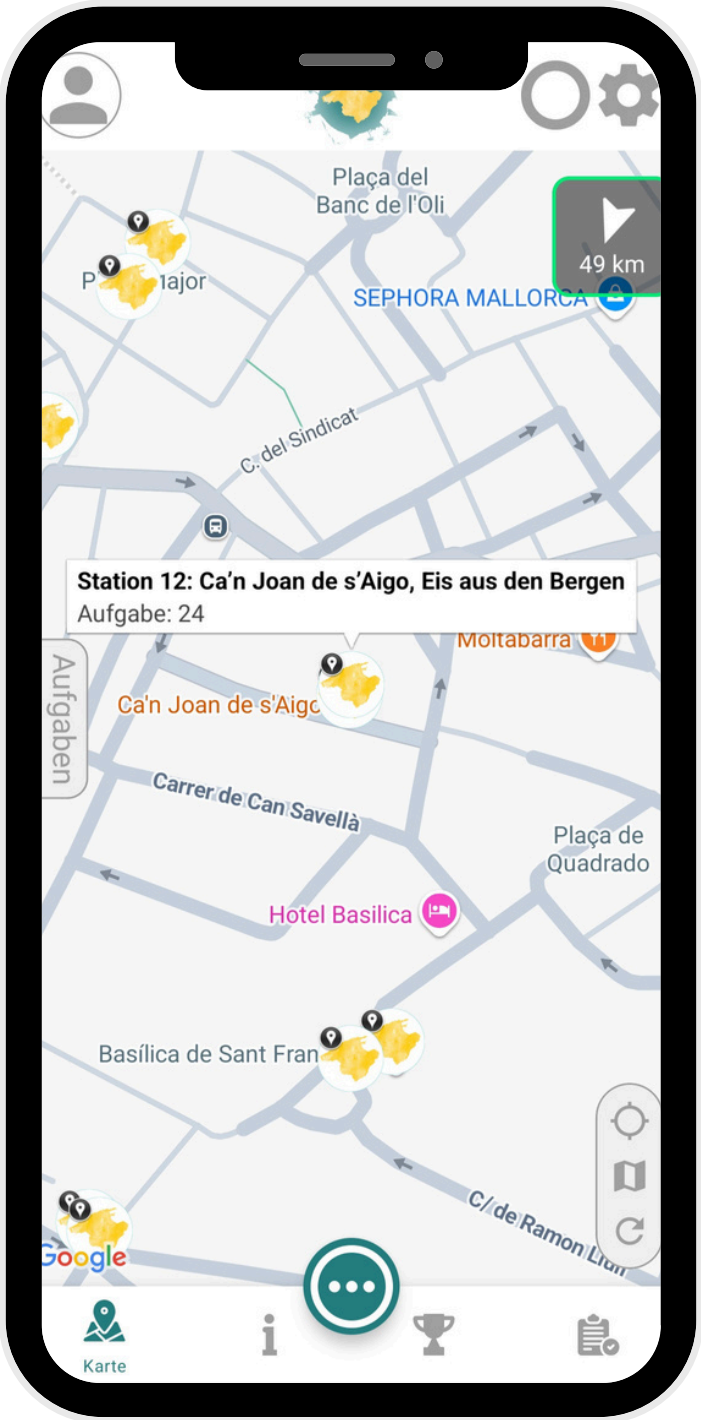 Plaça del
Banc de l'Oli
49 km
SEPHORA MALLORCA
C. del Sindicat
Station 12: Ca’n Joan de s’Aigo, Eis aus den Bergen
Aufgabe: 24
Moltabarra
Ca'n Joan de s'Aigo
Aufgaben
Carrer de Can Savellà
Plaça de
Quadrado
Hotel Basilica
Basílica de Sant Fran
C/ de Ramon Llull
Google
Karte